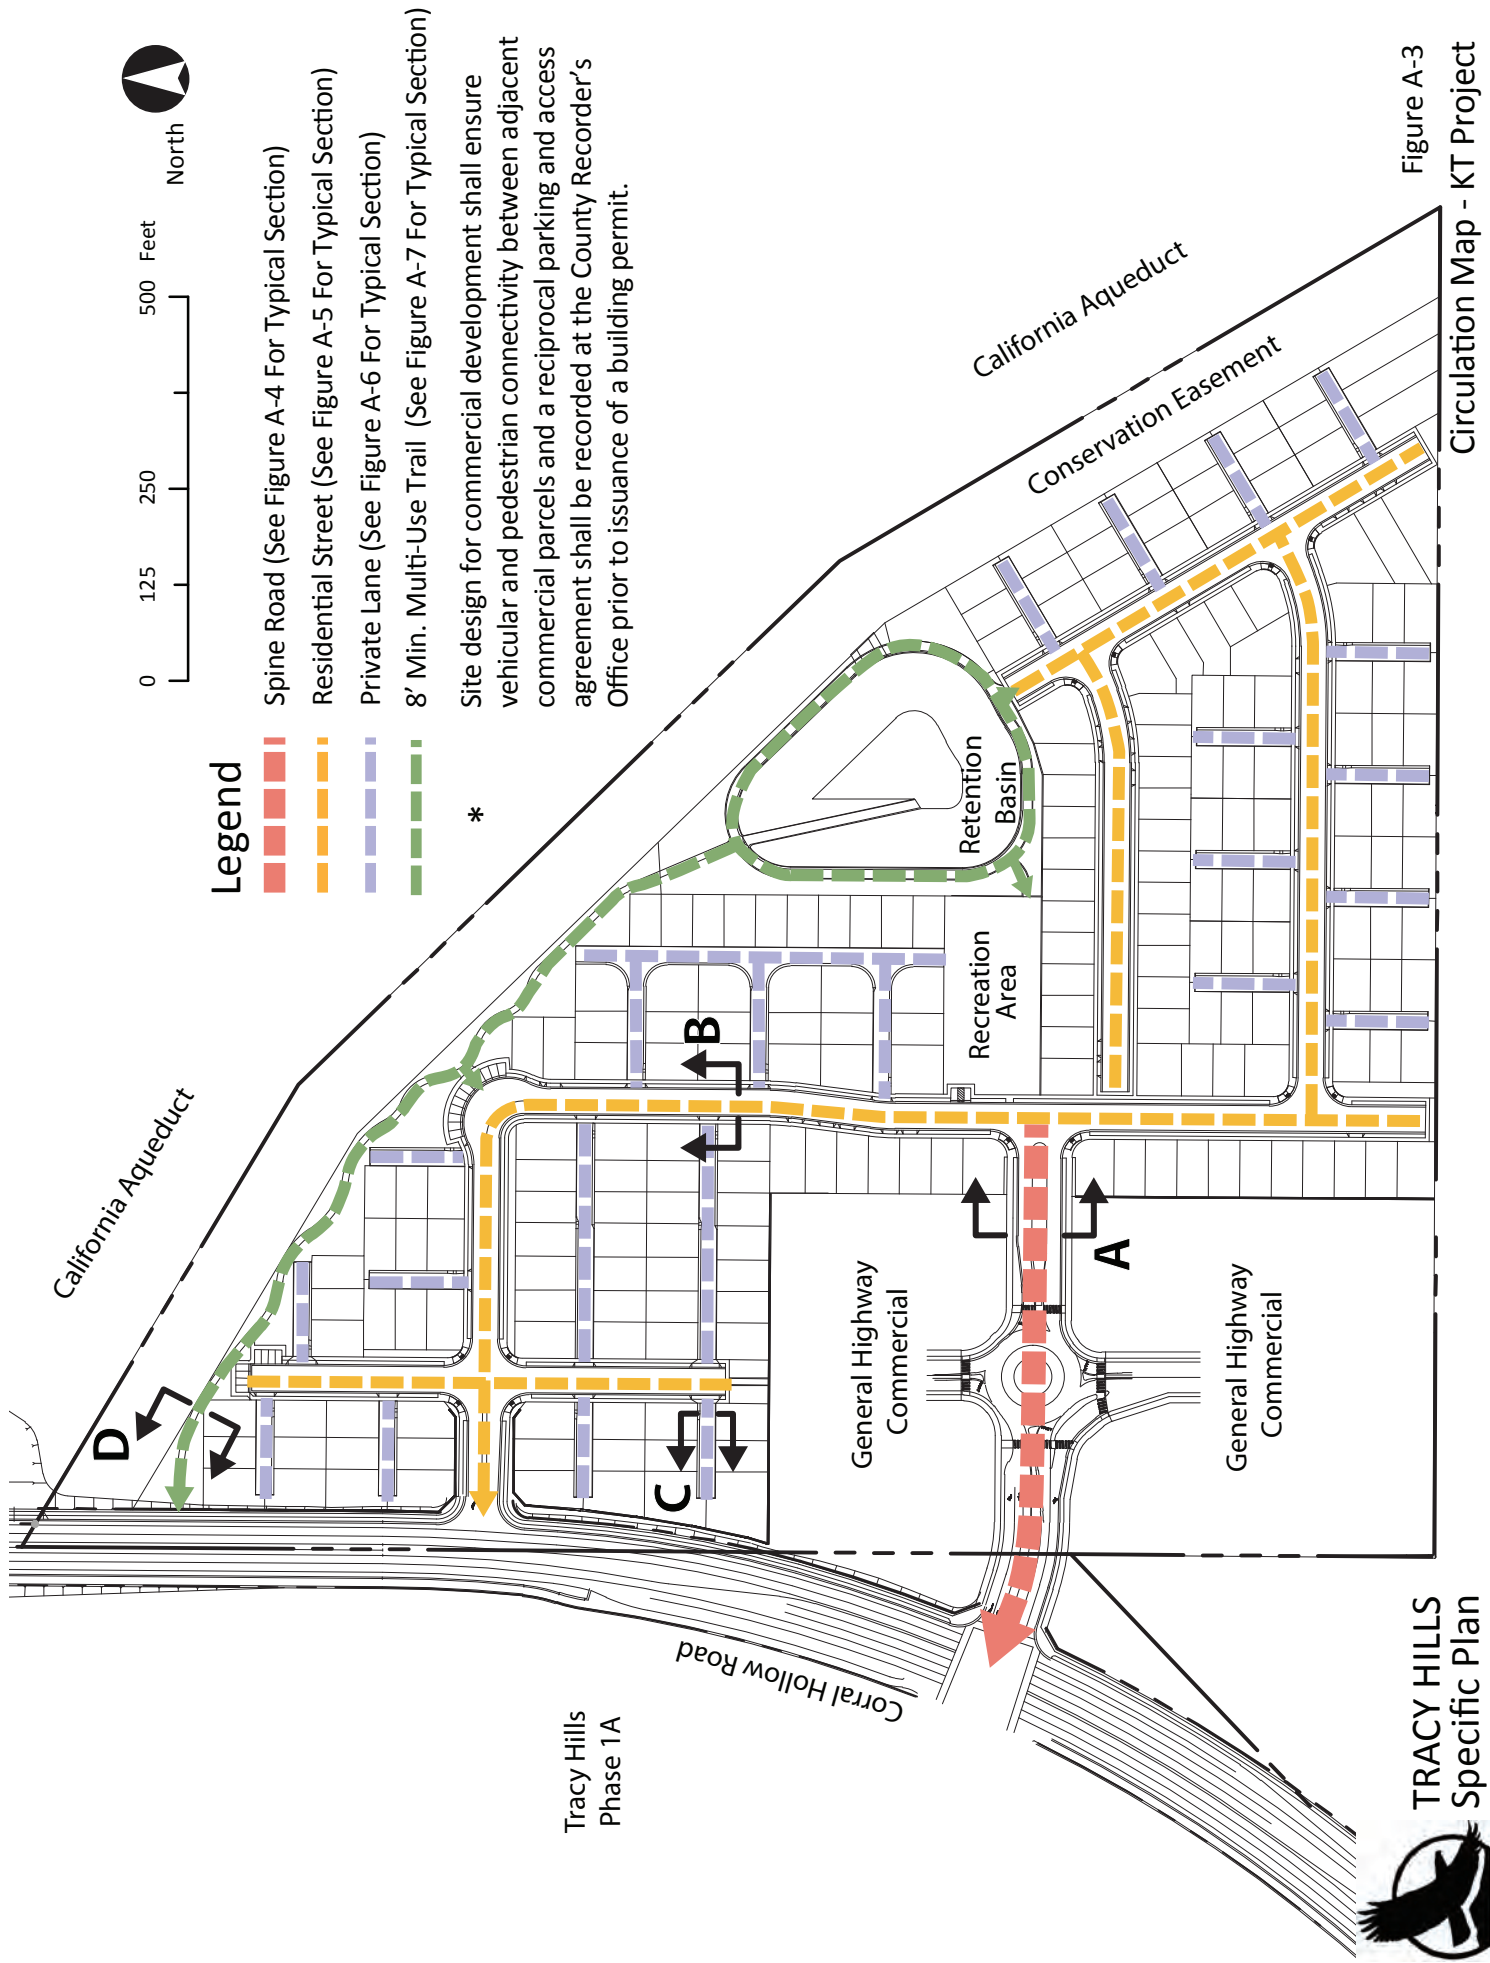 North
0 125 250 500 Feet
Legend
Spine Road (See Figure A-4 For Typical Section)
Residential Street (See Figure A-5 For Typical Section)
Private Lane (See Figure A-6 For Typical Section)
8’ Min. Multi-Use Trail (See Figure A-7 For Typical Section)
* Site design for commercial development shall ensure
vehicular and pedestrian connectivity between adjacent
commercial parcels and a reciprocal parking and access
agreement shall be recorded at the County Recorder’s
Office prior to issuance of a building permit.
California Aqueduct
California Aqueduct
Conservation Easement
Retention
Basin
Recreation
Area
D
B
C
A
General Highway
Commercial
General Highway
Commercial
Corral Hollow Road
Tracy Hills
Phase 1A
TRACY HILLS
Specific Plan
Figure A-3
Circulation Map - KT Project